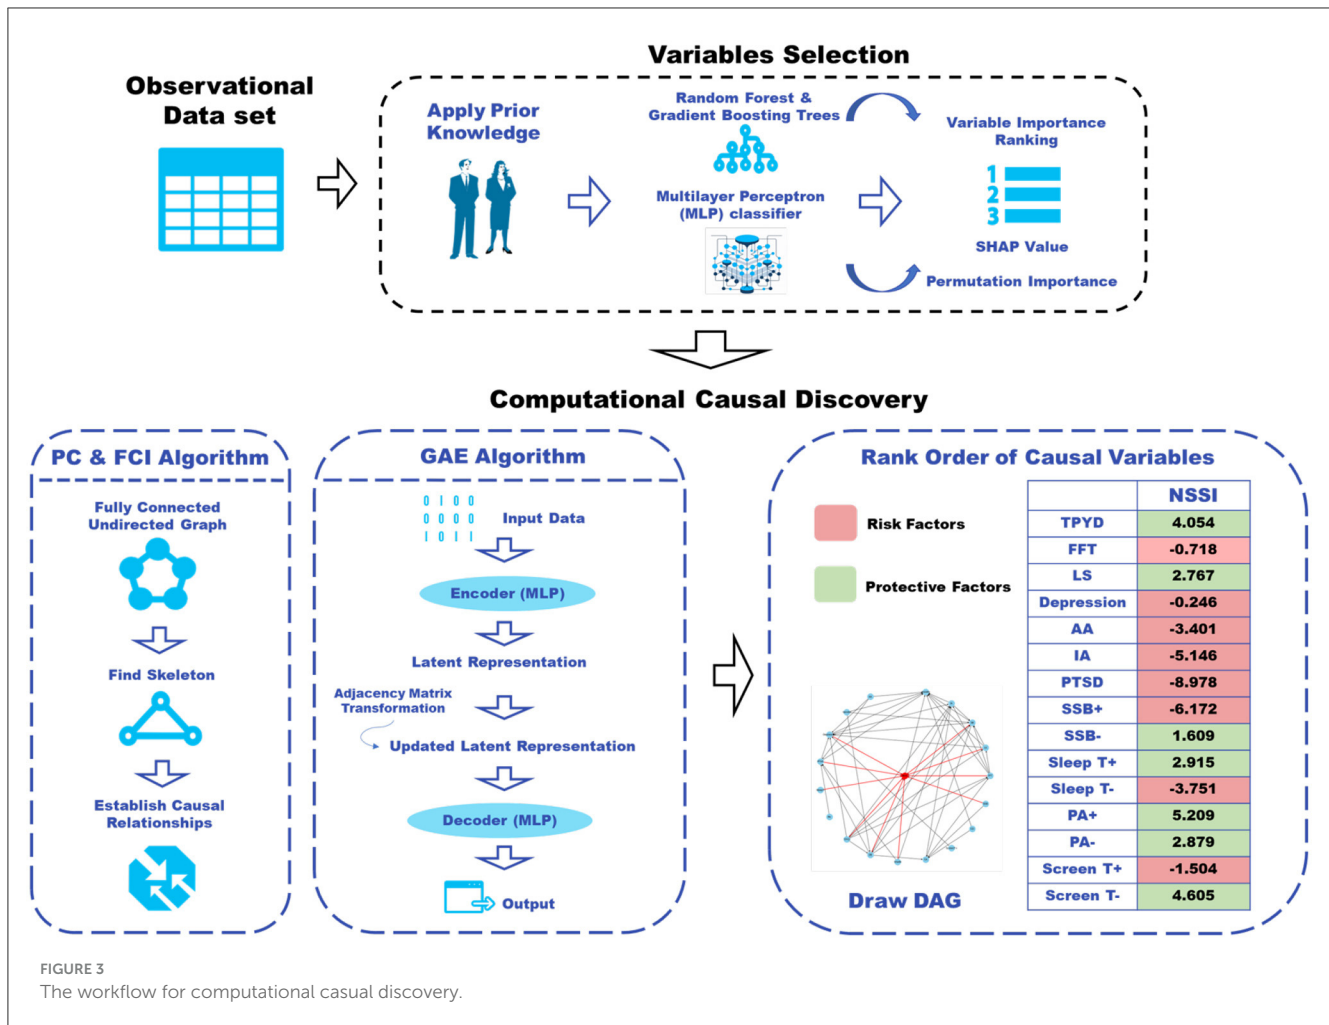 Variables Selection
Observational
Data set
Apply Prior
Knowledge
Random Forest &
Gradient Boosting Trees
Multilayer Perceptron
(MLP) classifier
Variable Importance
Ranking
1
2
3
SHAP Value
Permutation Importance
Computational Causal Discovery
PC & FCI Algorithm
Fully Connected
Undirected Graph
Find Skeleton
Establish Causal
Relationships
GAE Algorithm
0 1 0 0
0 0 0 0
1 0 1 1
Input Data
Encoder (MLP)
Latent Representation
Adjacency Matrix
Transformation
Updated Latent Representation
Decoder (MLP)
Output
Rank Order of Causal Variables
Risk Factors
Protective Factors
Draw DAG
NSSI
TPYD 4.054
FFT -0.718
LS 2.767
Depression -0.246
AA -3.401
IA -5.146
PTSD -8.978
SSB+ -6.172
SSB- 1.609
Sleep T+ 2.915
Sleep T- -3.751
PA+ 5.209
PA- 2.879
Screen T+ -1.504
Screen T- 4.605
FIGURE 3
The workflow for computational casual discovery.